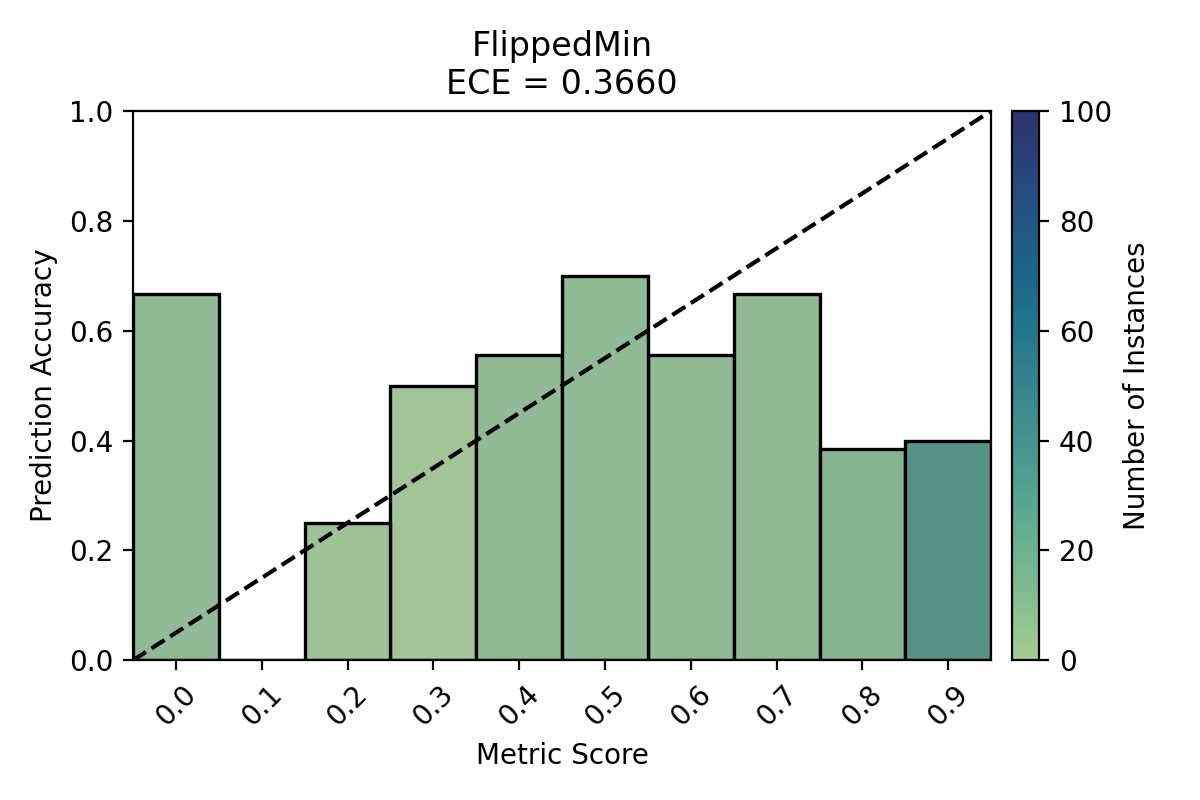 FlippedMin
ECE = 0.3660
1.0
0.8
0.6
0.4
0.2
0.0
Prediction Accuracy
0.0 0.1 0.2 0.3 0.4 0.5 0.6 0.7 0.8 0.9
Metric Score
100
80
60
40
20
0
Number of Instances